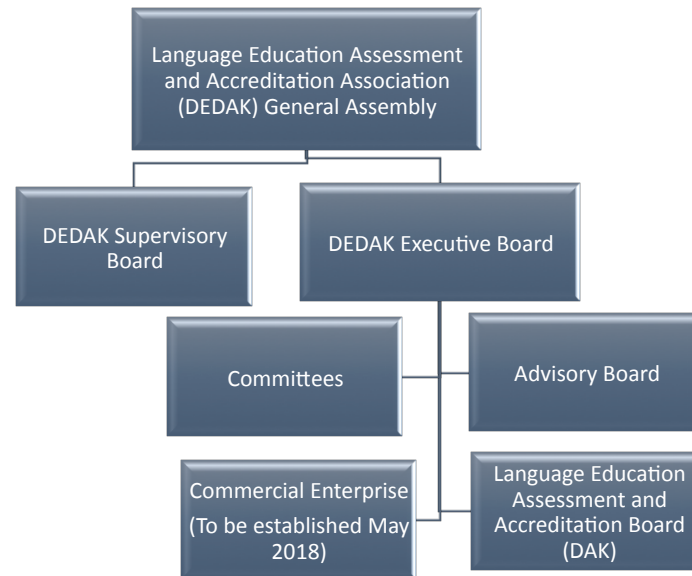 Language Education Assessment
and Accreditation Association
(DEDAK) General Assembly
DEDAK Supervisory
Board
DEDAK Executive Board
Committees
Advisory Board
Commercial Enterprise
(To be established May
2018)
Language Education
Assessment and
Accreditation Board
(DAK)